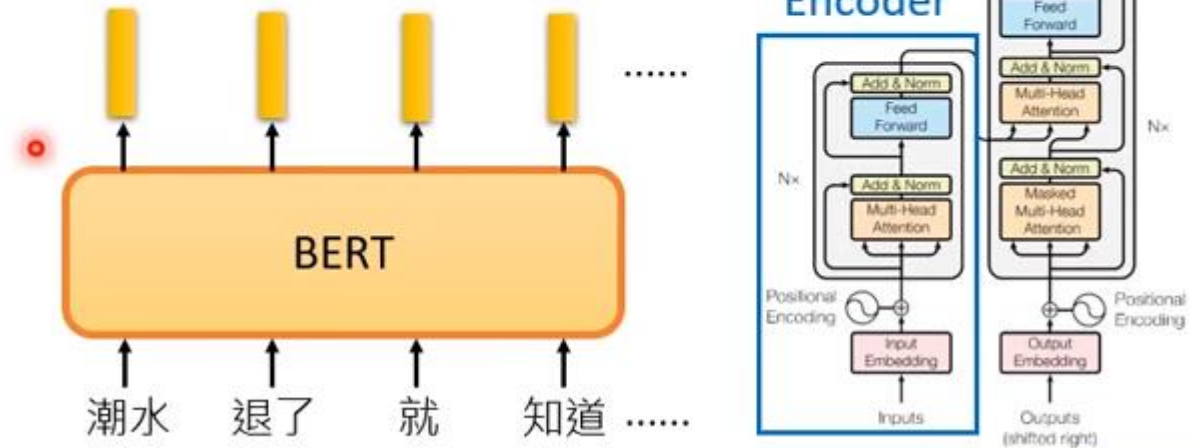 ……
BERT
潮水 退了 就 知道 ……
Encoder
Add & Norm
Feed
Forward
Nx
Add & Norm
Multi-Head
Attention
Positional
Encoding
Input
Embedding
Inputs
Feed
Forward
Add & Norm
Multi-Head
Attention
Nx
Add & Norm
Masked
Multi-Head
Attention
Positional
Encoding
Output
Embedding
Outputs
(shifted right)